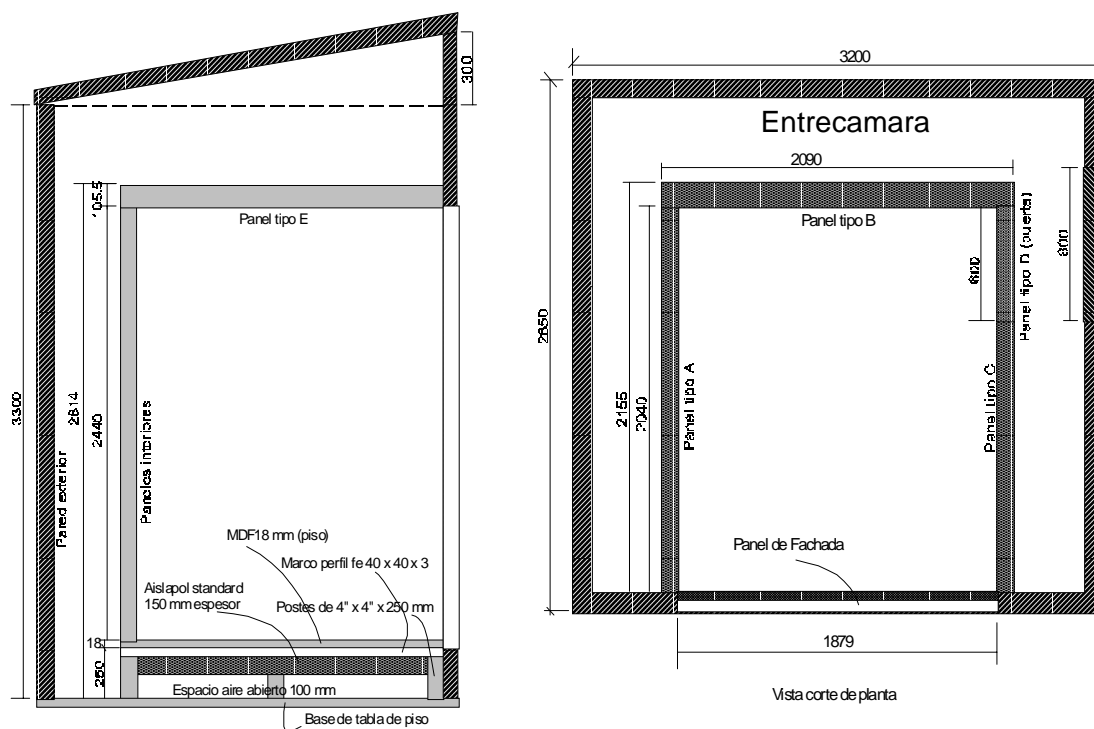 300
105.5
Panel tipo E
3300
2614
2440
Pared exterior
Paneles interiores
MDF18 mm (piso)
Marco perfil fe 40 x 40 x 3
Aislapol standard
150 mm espesor
Postes de 4" x 4" x 250 mm
18
250
Espacio aire abierto 100 mm
Base de tabla de piso
3200
Entrecamara
2090
Panel tipo B
2650
2155
2040
Panel tipo A
Panel tipo C
600
Panel tipo D (puerta)
800
Panel de Fachada
1879
Vista corte de planta